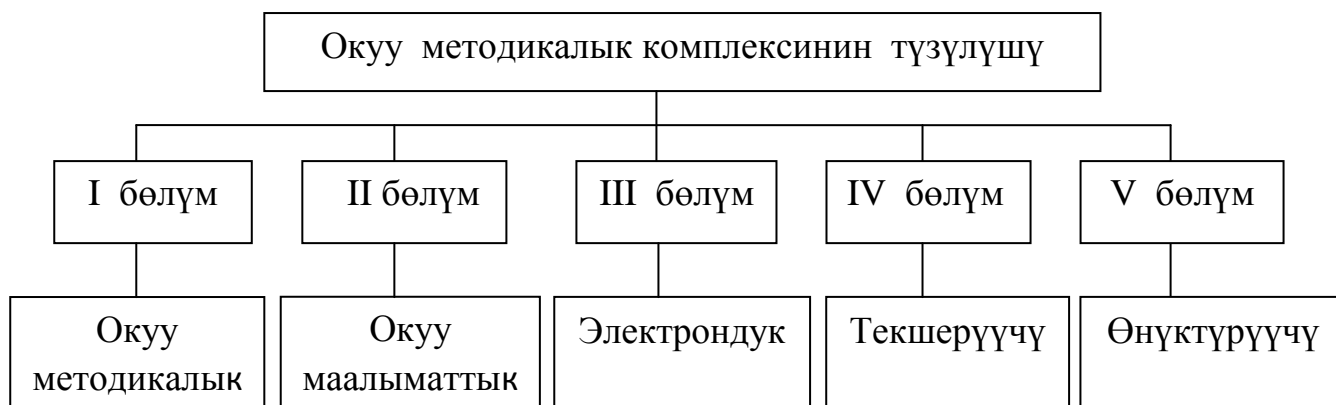 Окуу методикалык комплексинин түзүлүшү
I бөлүм
II бөлүм
III бөлүм
IV бөлүм
V бөлүм
Окуу
методикалык
Окуу
маалыматтык
Электрондук
Текшерүүчү
Өнүктүрүүчү